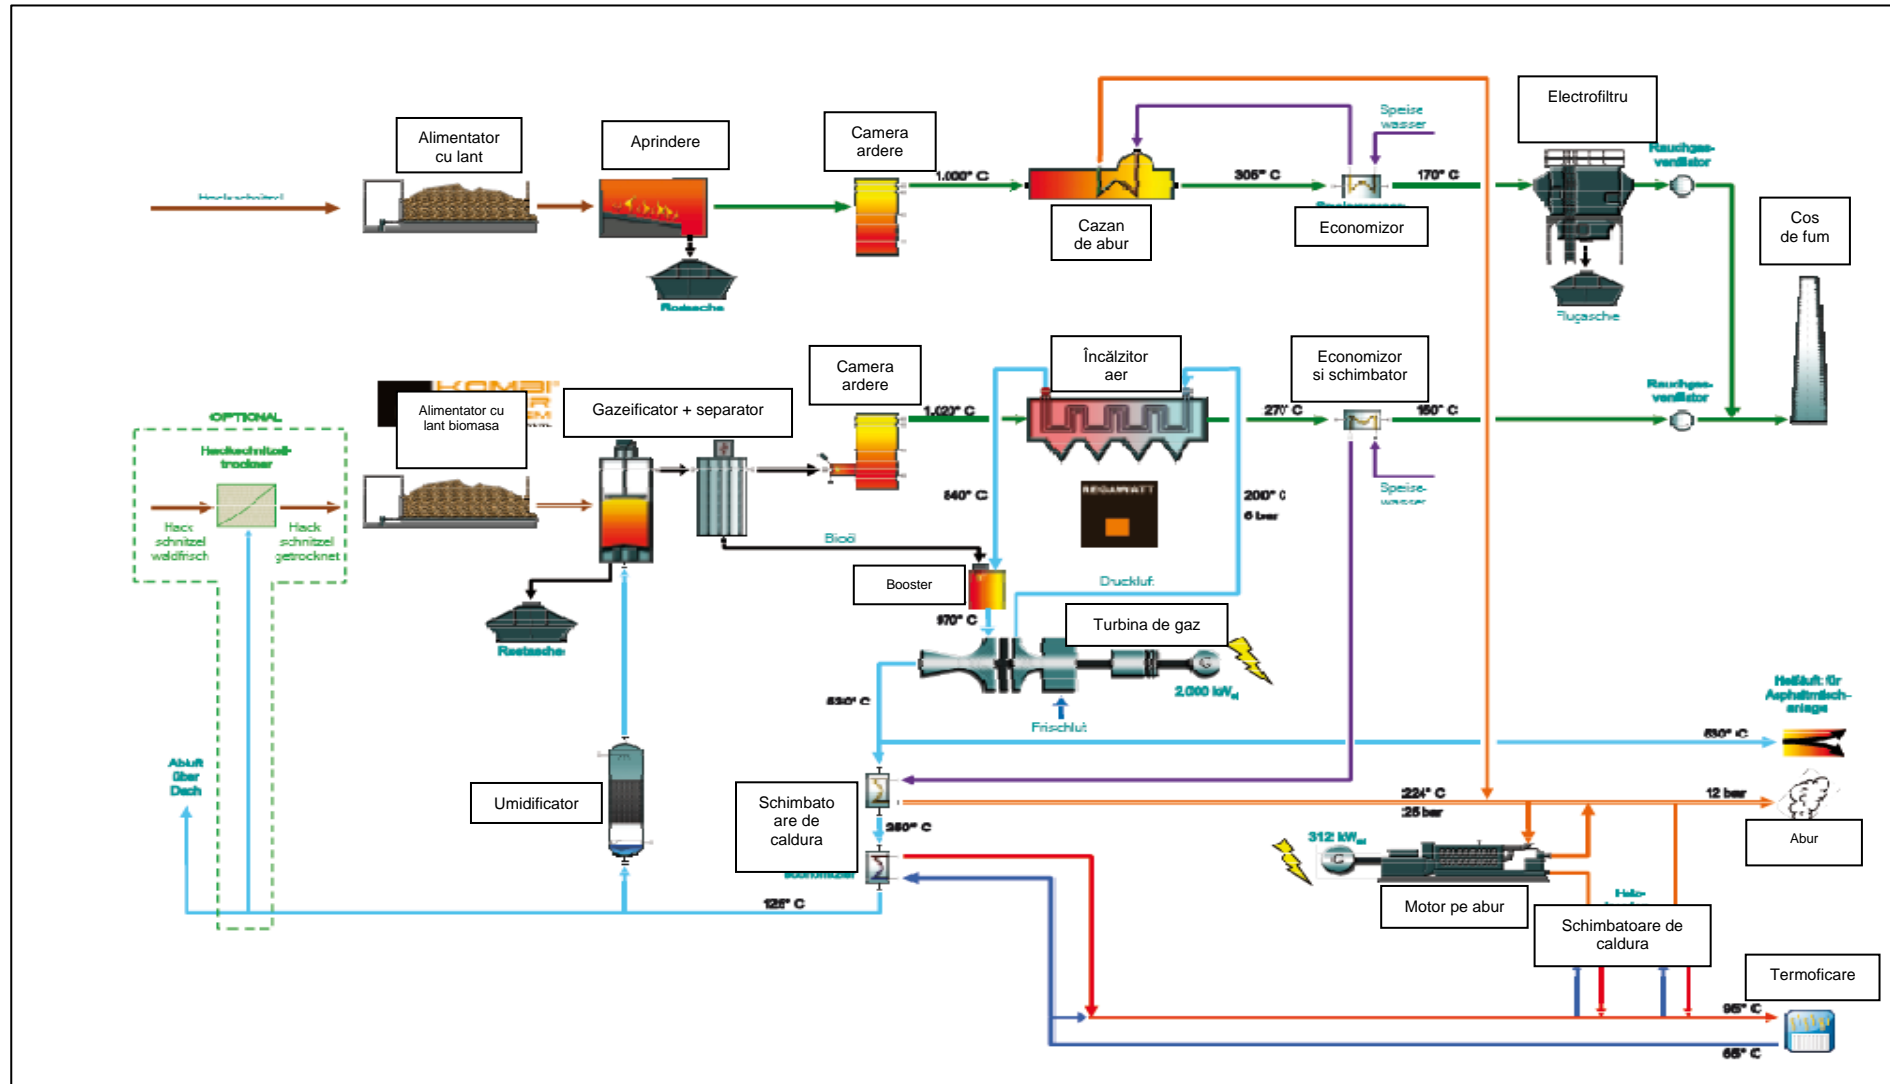 Alimentator
cu lant
Aprindere
Camera
ardere
1.000° C
Cazan
de abur
305° C
Speise
wasser
Economizor
170° C
Electrofiltru
Rauchgas-
ventilator
Cos
de fum
Rostasche
Flugasche
OPTIONAL
Hackschnitzel-
trockner
Hack
schnitzel
waldfrisch
Hack
schnitzel
getrocknet
Alimentator cu
lant biomasa
Gazeificator + separator
Camera
ardere
1.020° C
Încălzitor
aer
270° C
Economizor
si schimbator
160° C
Rauchgas-
ventilator
Speise-
wasser
840° C
200° C
6 bar
Bioöl
Booster
Druckluft
970° C
Turbina de gaz
2.000 kWel
Frischluft
Restasche
530° C
Heißluft für
Asphaltmisch-
anlage
530° C
Abluft
über
Dach
Umidificator
Schimbato
are de
caldura
250° C
125° C
224° C
25 bar
12 bar
Abur
312 kWel
Motor pe abur
Schimbatoare de
caldura
Termoficare
95° C
65° C